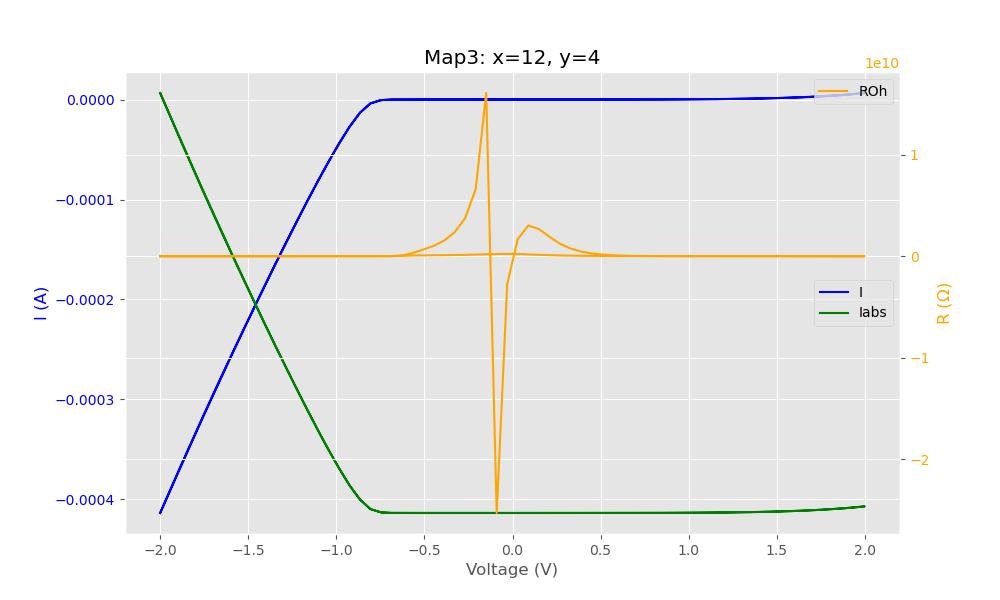 Map3: x=12, y=4
1e10
0.0000
−0.0001
−0.0002
−0.0003
−0.0004
I (A)
ROh
I
Iabs
1
0
−1
−2
R (Ω)
−2.0 −1.5 −1.0 −0.5 0.0 0.5 1.0 1.5 2.0
Voltage (V)